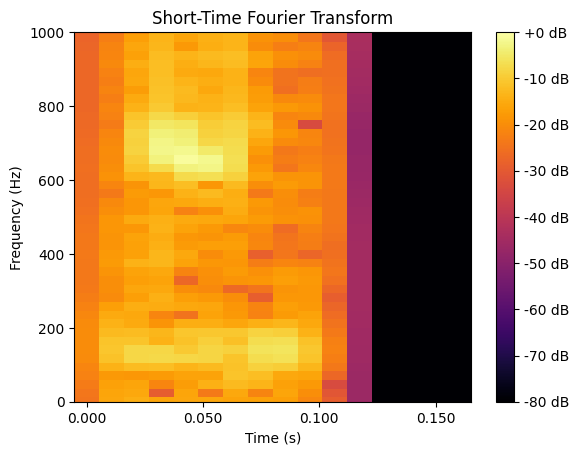 Short-Time Fourier Transform
1000
800
600
400
200
0
Frequency (Hz)
0.000
0.050
0.100
0.150
Time (s)
+0 dB
-10 dB
-20 dB
-30 dB
-40 dB
-50 dB
-60 dB
-70 dB
-80 dB